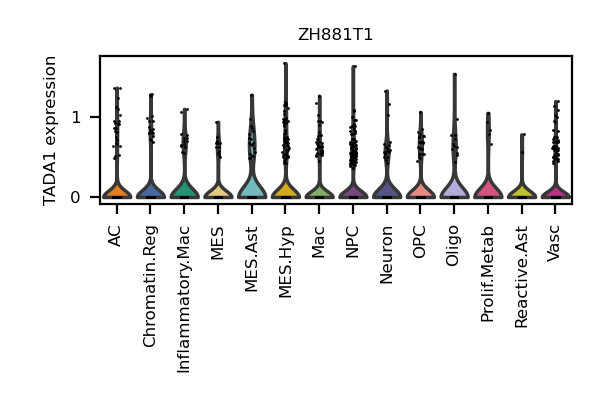 ZH881T1
TADA1 expression
1
0
AC
Chromatin.Reg
Inflammatory.Mac
MES
MES.Ast
MES.Hyp
Mac
NPC
Neuron
OPC
Oligo
Prolif.Metab
Reactive.Ast
Vasc